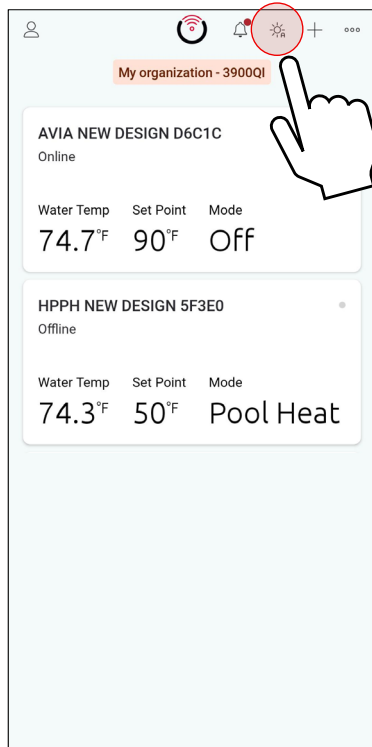 A
My organization - 3900QI
AVIA NEW DESIGN D6C1C
Online
Water Temp Set Point Mode
74.7°F 90°F Off
HPPH NEW DESIGN 5F3E0
Offline
Water Temp Set Point Mode
74.3°F 50°F Pool Heat